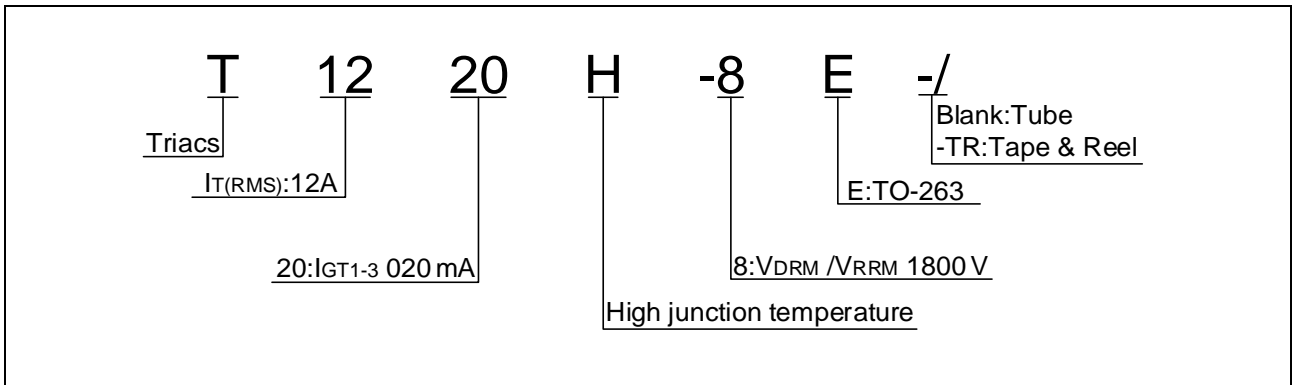 T 12 20 H -8 E -/
Blank:Tube
Triacs
-TR:Tape & Reel
IT(RMS):12A
E:TO-263
20:IGT1-3 020 mA
8:VDRM /VRRM 1800 V
High junction temperature